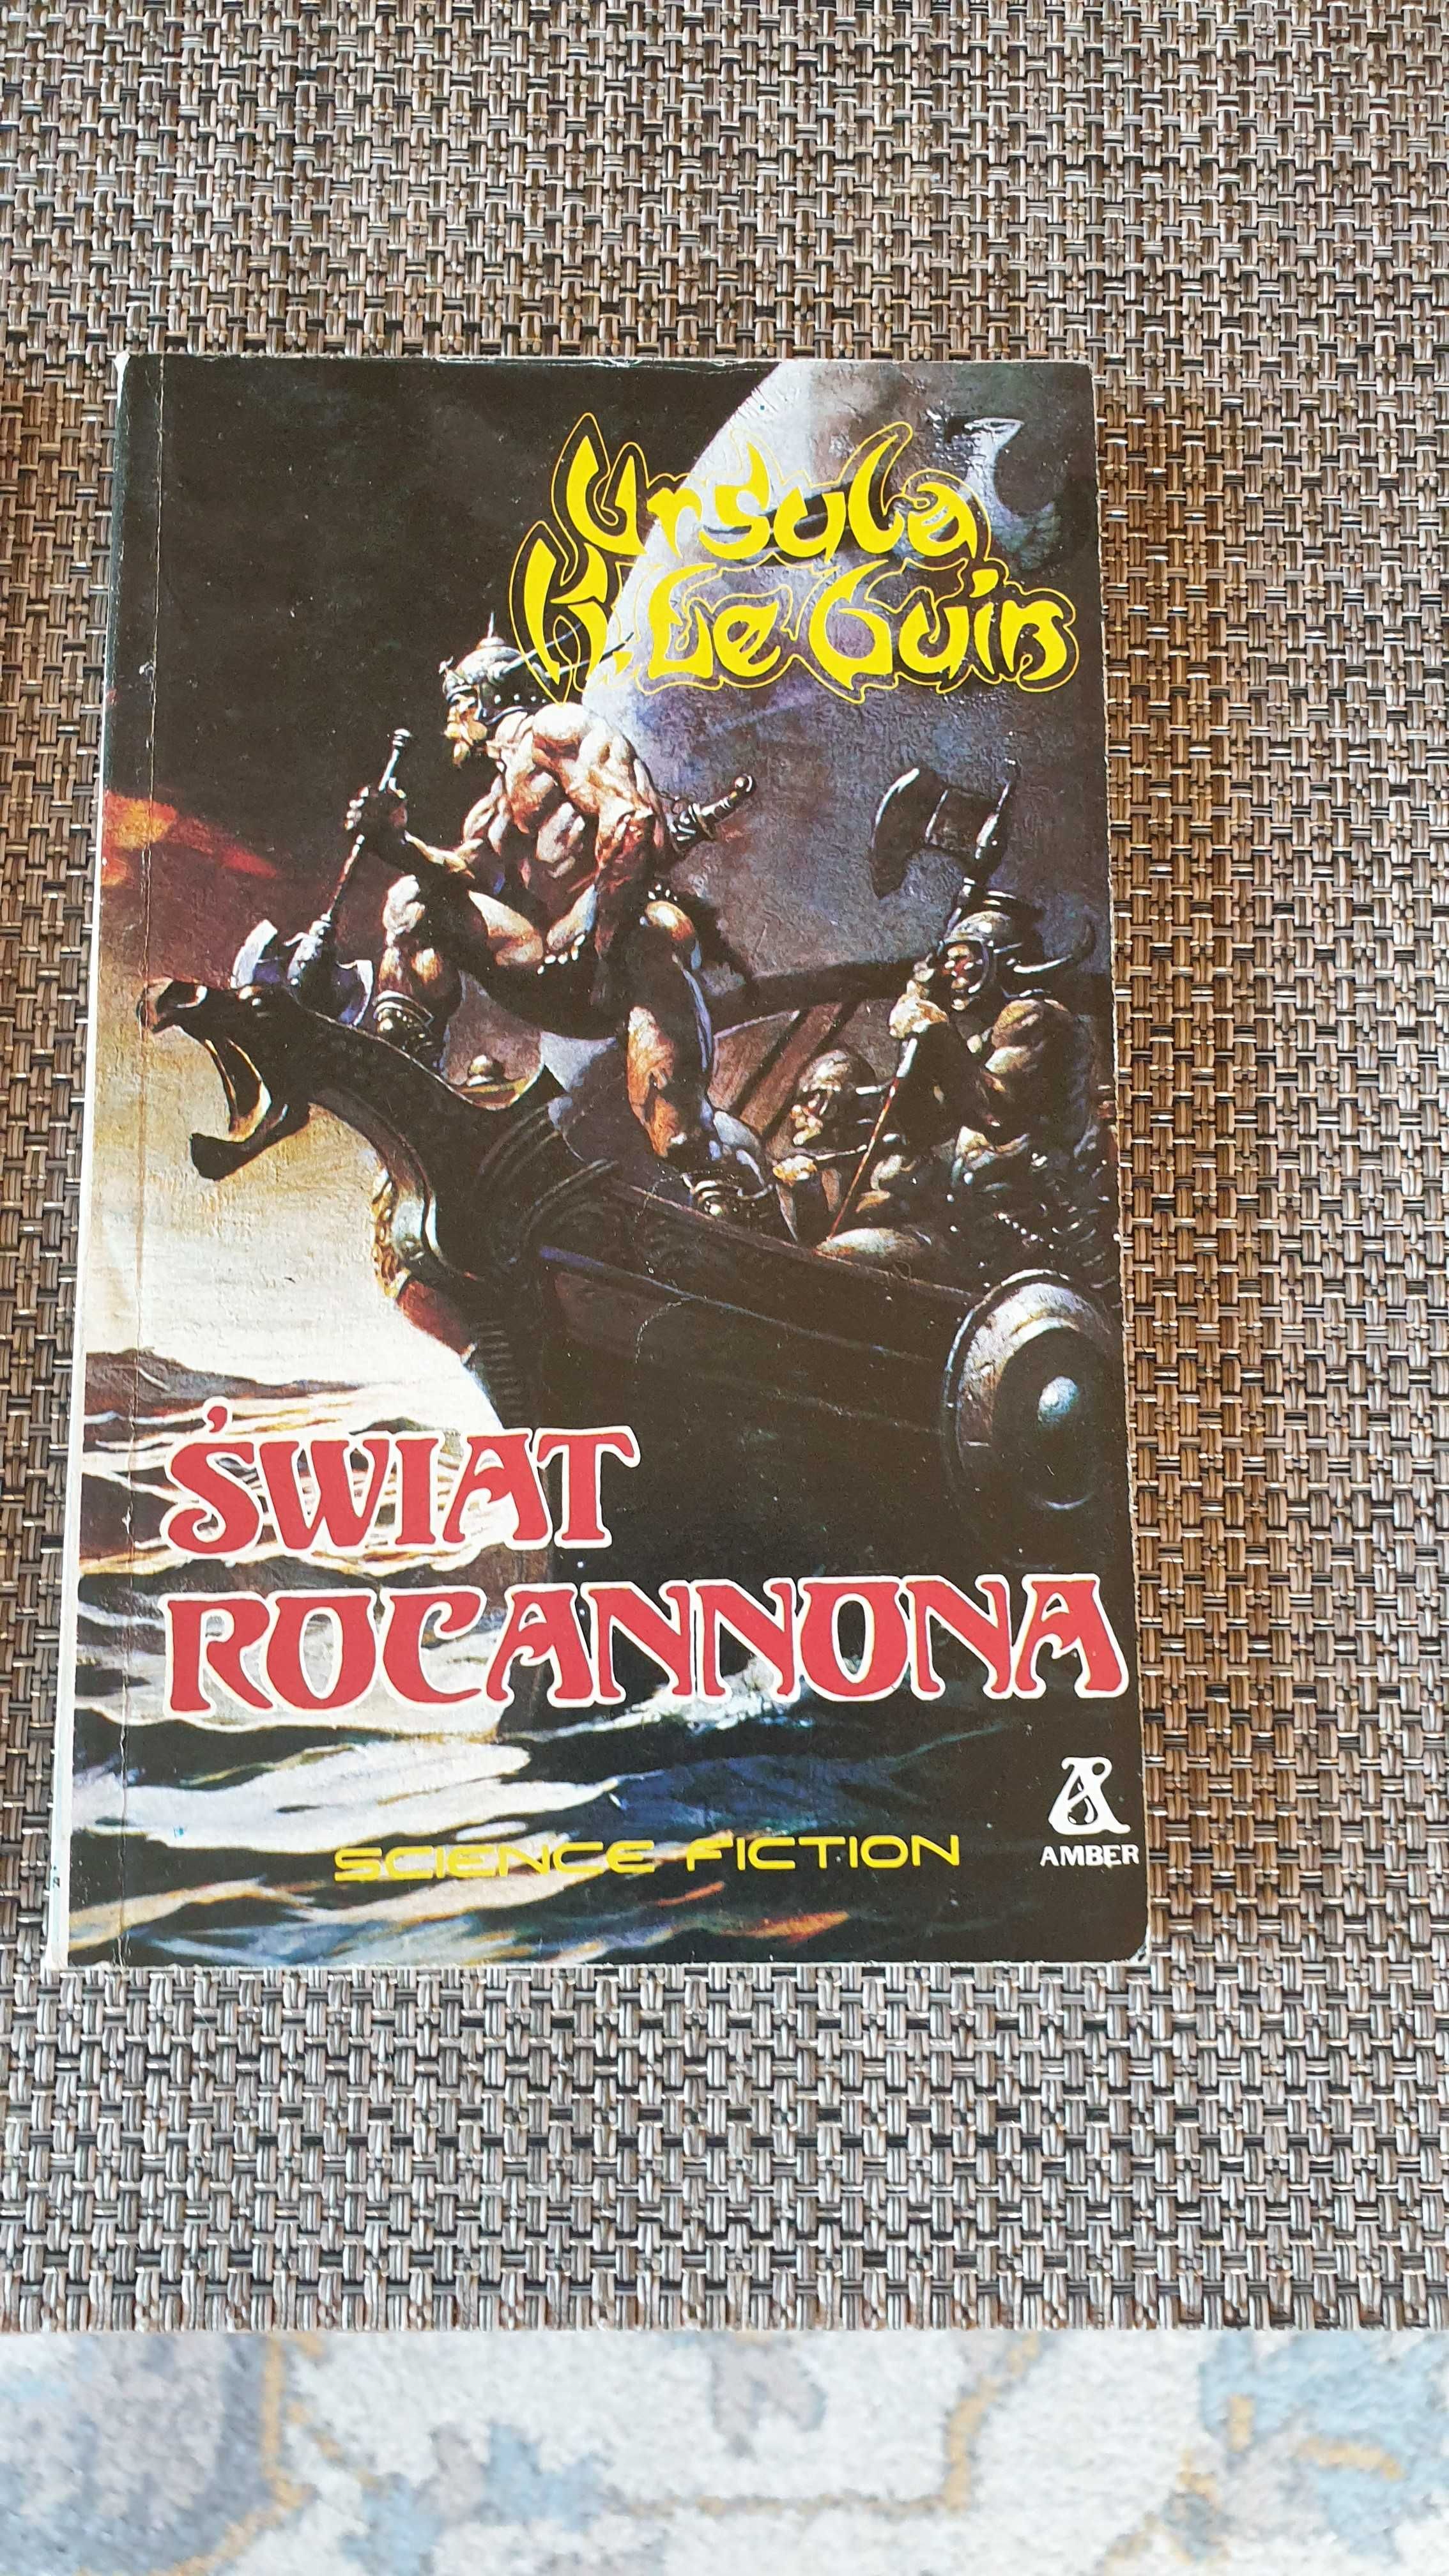 Ursula
K. Le Guin
ŚWIAT
ROCANNONA
SCIENCE FICTION
AMBER